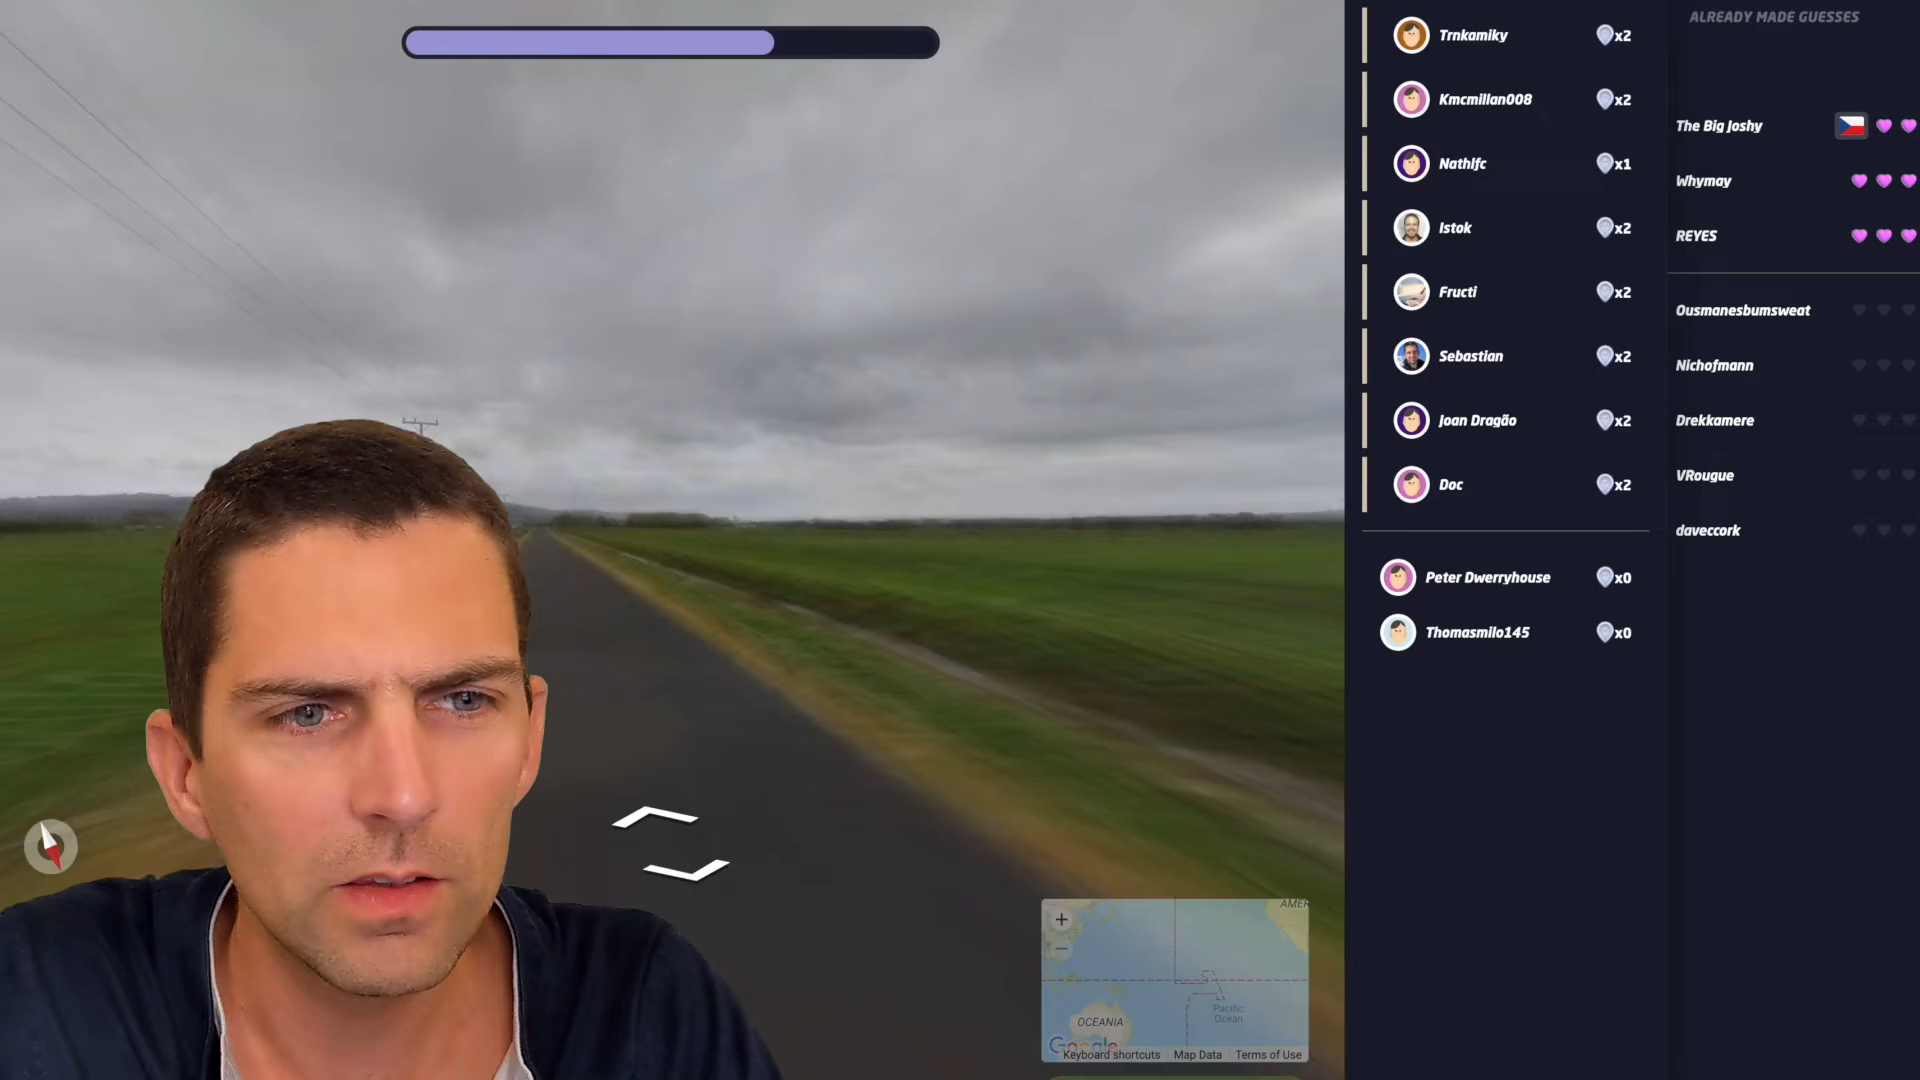 ALREADY MADE GUESSES
Trnkamiky x2
Kmcmillan008 x2
Nathlfc x1
Istok x2
Fructi x2
Sebastian x2
Joan Dragão x2
Doc x2
Peter Dwerryhouse x0
Thomasmilo145 x0
The Big Joshy
Whymay
REYES
Ousmanesbumsweat
Nichofmann
Drekkamere
VRougue
daveccork
AMER
Pacific
Ocean
OCEANIA
Google
Keyboard shortcuts Map Data Terms of Use